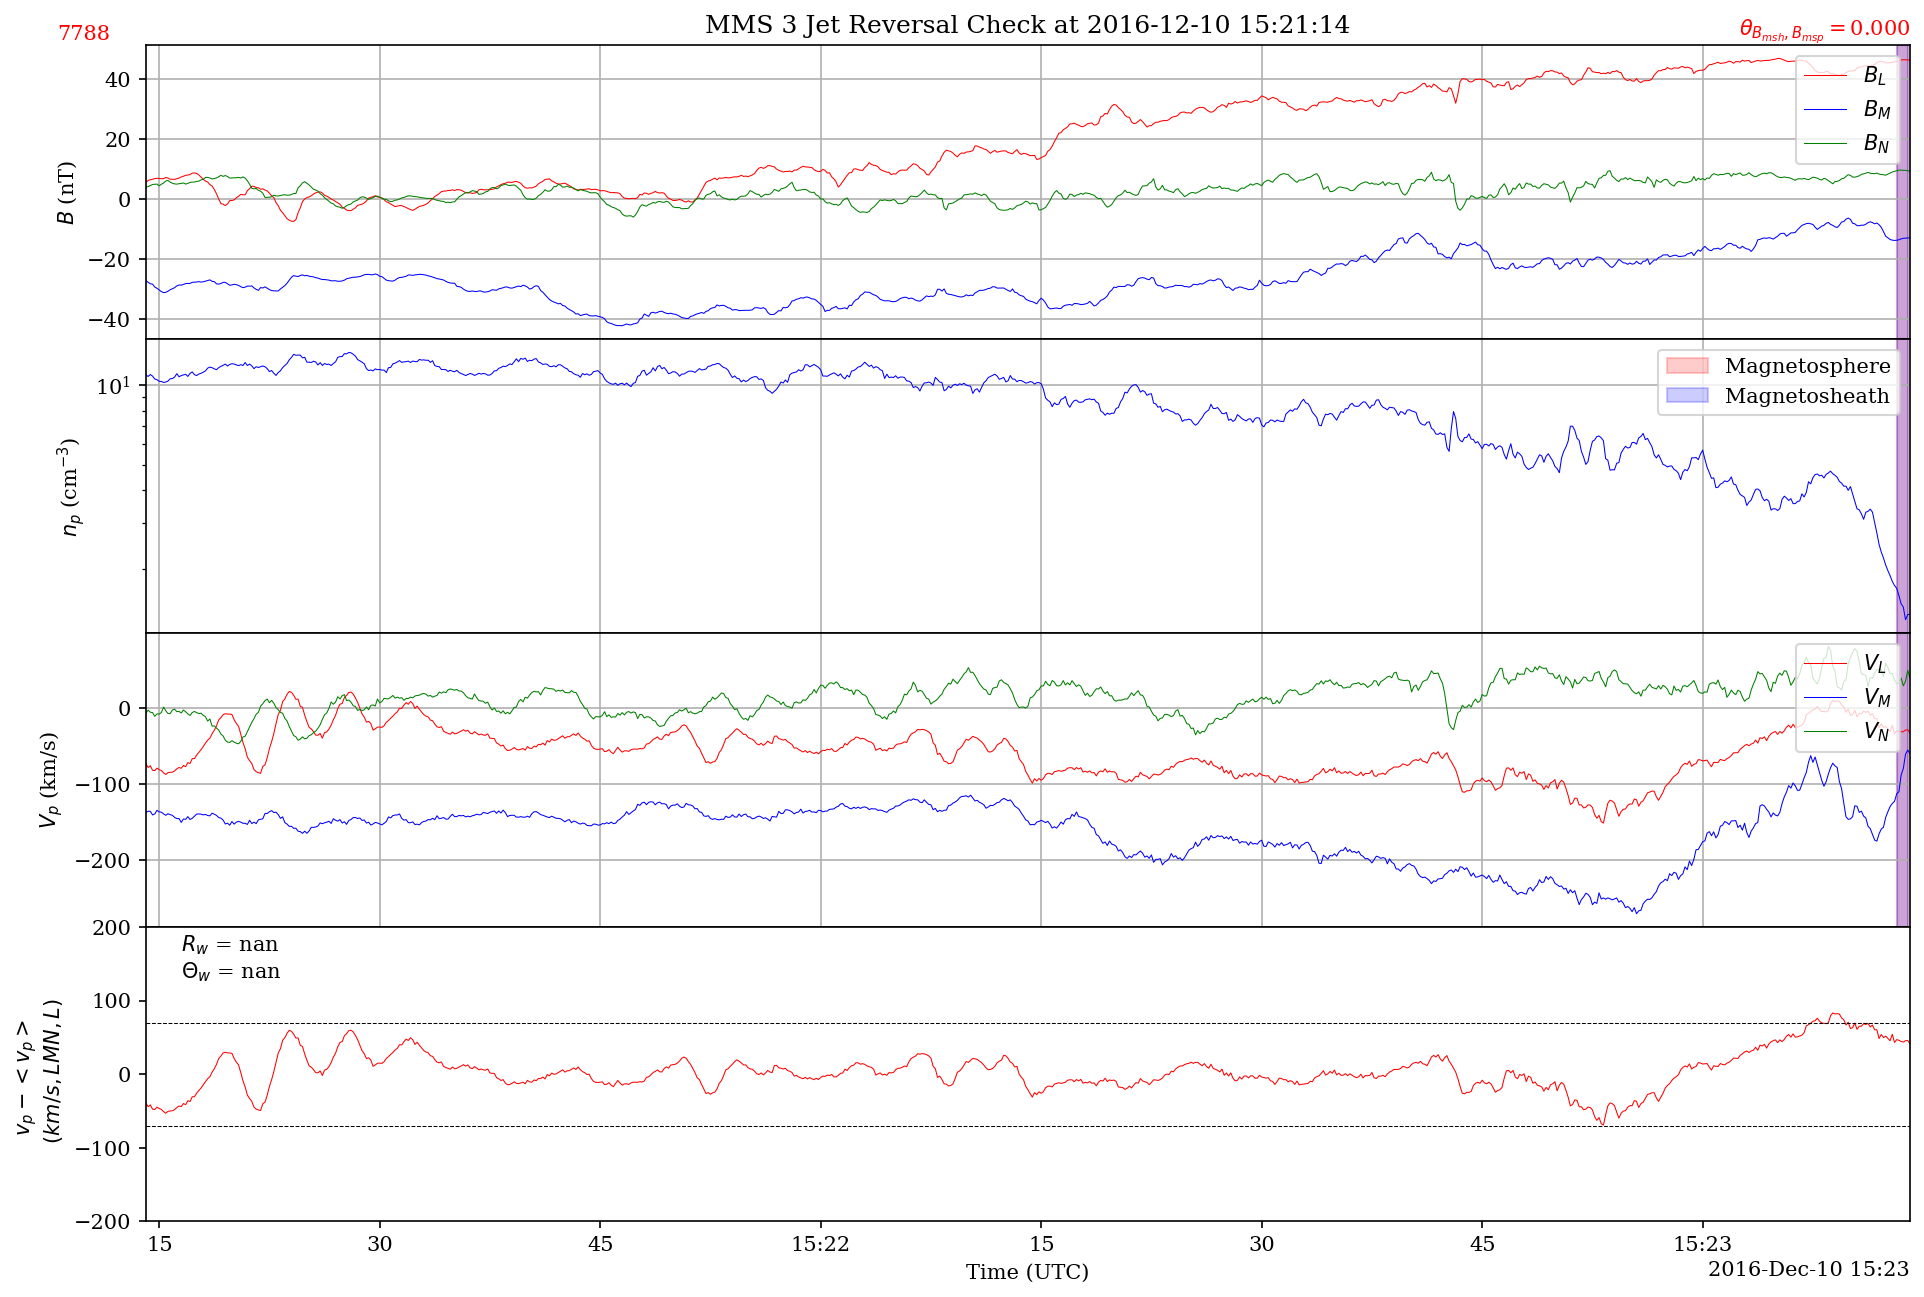 MMS 3 Jet Reversal Check at 2016-12-10 15:21:14
7788
θ_{B_{msh}, B_{msp}} = 0.000
40
20
0
−20
−40
B (nT)
B_L
B_M
B_N
10^1
n_p (cm^{−3})
Magnetosphere
Magnetosheath
0
−100
−200
V_p (km/s)
V_L
V_M
V_N
200
100
0
−100
−200
v_p − < v_p >
(km/s, LMN, L)
R_w = nan
Θ_w = nan
15 30 45 15:22 15 30 45 15:23
Time (UTC)
2016-Dec-10 15:23